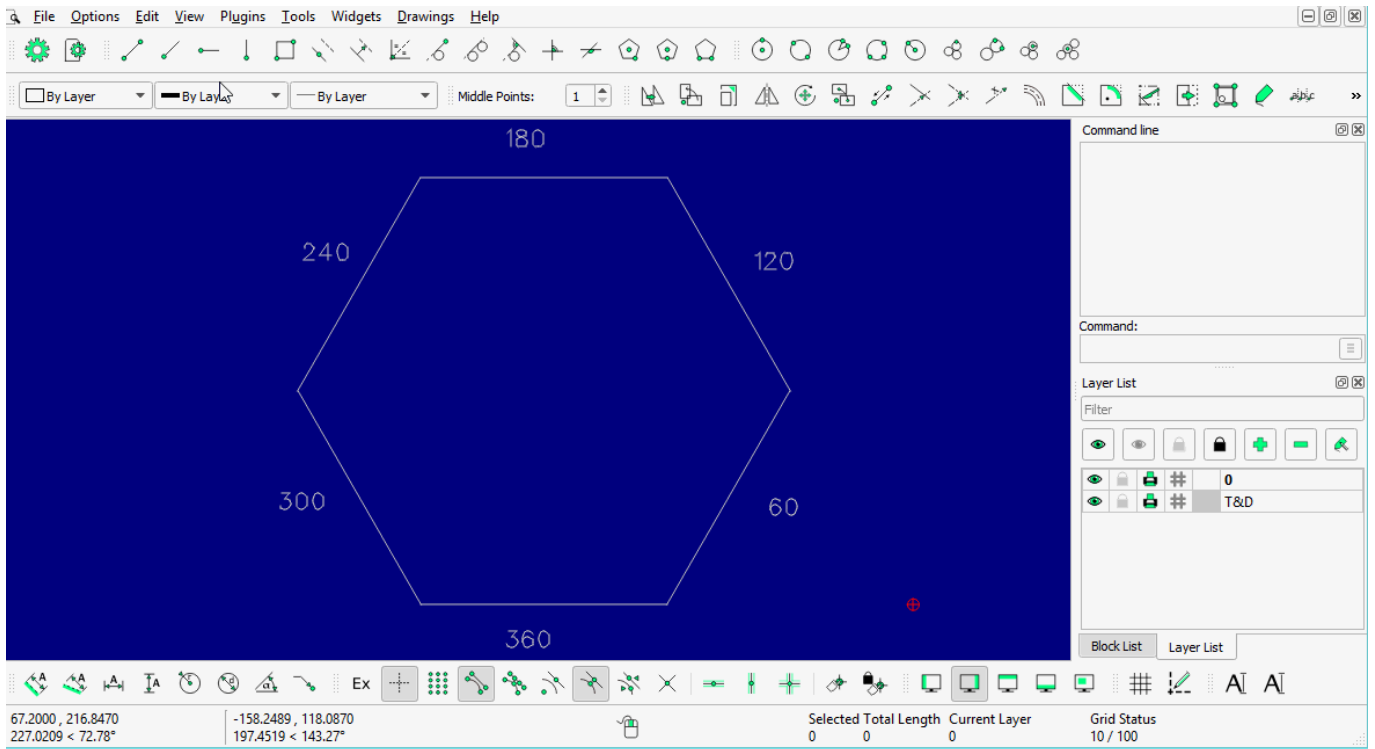 File Options Edit View Plugins Tools Widgets Drawings Help
By Layer By Layer By Layer Middle Points: 1 »
Command line
180
240
120
300
60
360
Command:
Layer List
Filter
0
T&D
Block List Layer List
Ex
67.2000 , 216.8470 -158.2489 , 118.0870 Selected Total Length Current Layer Grid Status
227.0209 < 72.78° 197.4519 < 143.27° 0 0 0 10 / 100